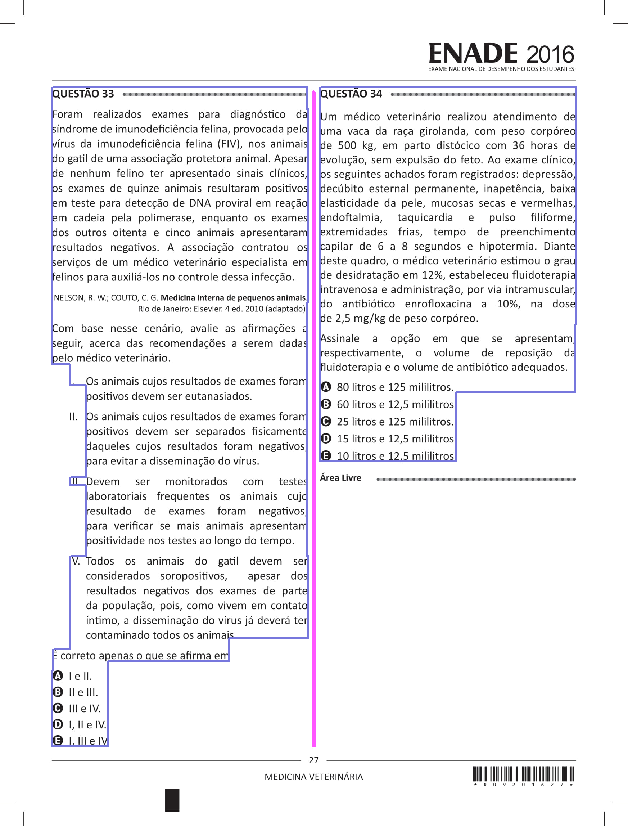 ENADE 2016
EXAME NACIONAL DE DESEMPENHO DOS ESTUDANTES
QUESTÃO 33
Foram realizados exames para diagnóstico da
síndrome de imunodeficiência felina, provocada pelo
vírus da imunodeficiência felina (FIV), nos animais
do gatil de uma associação protetora animal. Apesar
de nenhum felino ter apresentado sinais clínicos,
os exames de quinze animais resultaram positivos
em teste para detecção de DNA proviral em reação
em cadeia pela polimerase, enquanto os exames
dos outros oitenta e cinco animais apresentaram
resultados negativos. A associação contratou os
serviços de um médico veterinário especialista em
felinos para auxiliá-los no controle dessa infecção.
NELSON, R. W.; COUTO, C. G. Medicina interna de pequenos animais.
Rio de Janeiro: Elsevier. 4 ed. 2010 (adaptado).
Com base nesse cenário, avalie as afirmações a
seguir, acerca das recomendações a serem dadas
pelo médico veterinário.
I. Os animais cujos resultados de exames foram
positivos devem ser eutanasiados.
II. Os animais cujos resultados de exames foram
positivos devem ser separados fisicamente
daqueles cujos resultados foram negativos
para evitar a disseminação do vírus.
III. Devem ser monitorados com testes
laboratoriais frequentes os animais cujo
resultado de exames foram negativos,
para verificar se mais animais apresentam
positividade nos testes ao longo do tempo.
IV. Todos os animais do gatil devem ser
considerados soropositivos, apesar dos
resultados negativos dos exames de parte
da população, pois, como vivem em contato
íntimo, a disseminação do vírus já deverá ter
contaminado todos os animais.
É correto apenas o que se afirma em
A I e II.
B II e III.
C III e IV.
D I, II e IV.
E I, III e IV.
QUESTÃO 34
Um médico veterinário realizou atendimento de
uma vaca da raça girolanda, com peso corpóreo
de 500 kg, em parto distócico com 36 horas de
evolução, sem expulsão do feto. Ao exame clínico,
os seguintes achados foram registrados: depressão,
decúbito esternal permanente, inapetência, baixa
elasticidade da pele, mucosas secas e vermelhas,
endoftalmia, taquicardia e pulso filiforme,
extremidades frias, tempo de preenchimento
capilar de 6 a 8 segundos e hipotermia. Diante
deste quadro, o médico veterinário estimou o grau
de desidratação em 12%, estabeleceu fluidoterapia
intravenosa e administração, por via intramuscular,
do antibiótico enrofloxacina a 10%, na dose
de 2,5 mg/kg de peso corpóreo.
Assinale a opção em que se apresentam,
respectivamente, o volume de reposição da
fluidoterapia e o volume de antibiótico adequados.
A 80 litros e 125 mililitros.
B 60 litros e 12,5 mililitros.
C 25 litros e 125 mililitros.
D 15 litros e 12,5 mililitros.
E 10 litros e 12,5 mililitros.
Área Livre
27
MEDICINA VETERINÁRIA